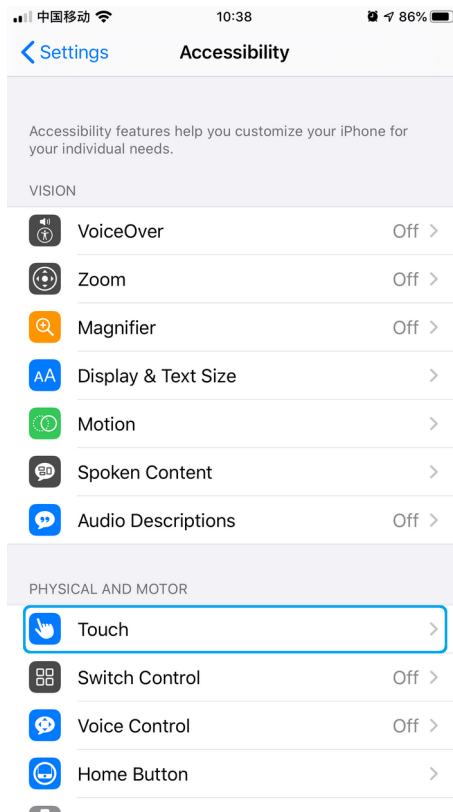 中国移动 10:38 86%
Settings Accessibility
Accessibility features help you customize your iPhone for
your individual needs.
VISION
VoiceOver Off
Zoom Off
Magnifier Off
AA Display & Text Size
Motion
Spoken Content
Audio Descriptions Off
PHYSICAL AND MOTOR
Touch
Switch Control Off
Voice Control Off
Home Button